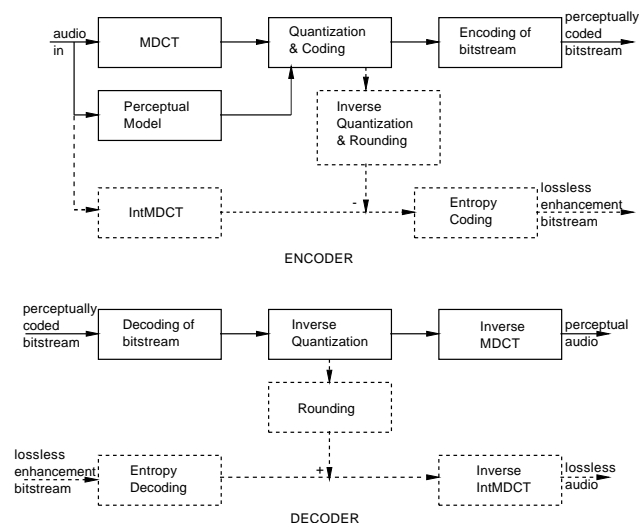 audio
in
MDCT
Quantization
& Coding
Encoding of
bitstream
perceptually
coded
bitstream
Perceptual
Model
Inverse
Quantization
& Rounding
IntMDCT
-
Entropy
Coding
lossless
enhancement
bitstream
ENCODER
perceptually
coded
bitstream
Decoding of
bitstream
Inverse
Quantization
Inverse
MDCT
perceptual
audio
Rounding
lossless
enhancement
bitstream
Entropy
Decoding
+
Inverse
IntMDCT
lossless
audio
DECODER